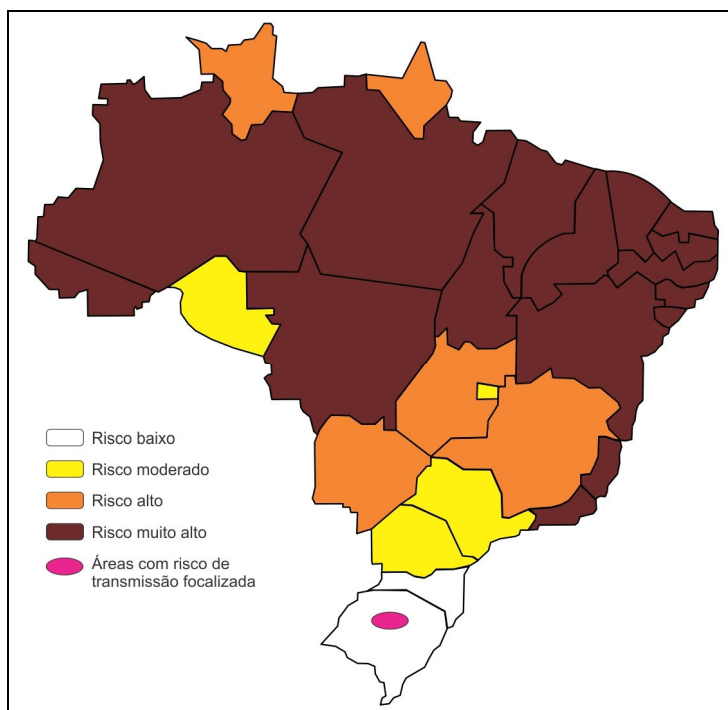 Risco baixo
Risco moderado
Risco alto
Risco muito alto
Áreas com risco de
transmissão focalizada